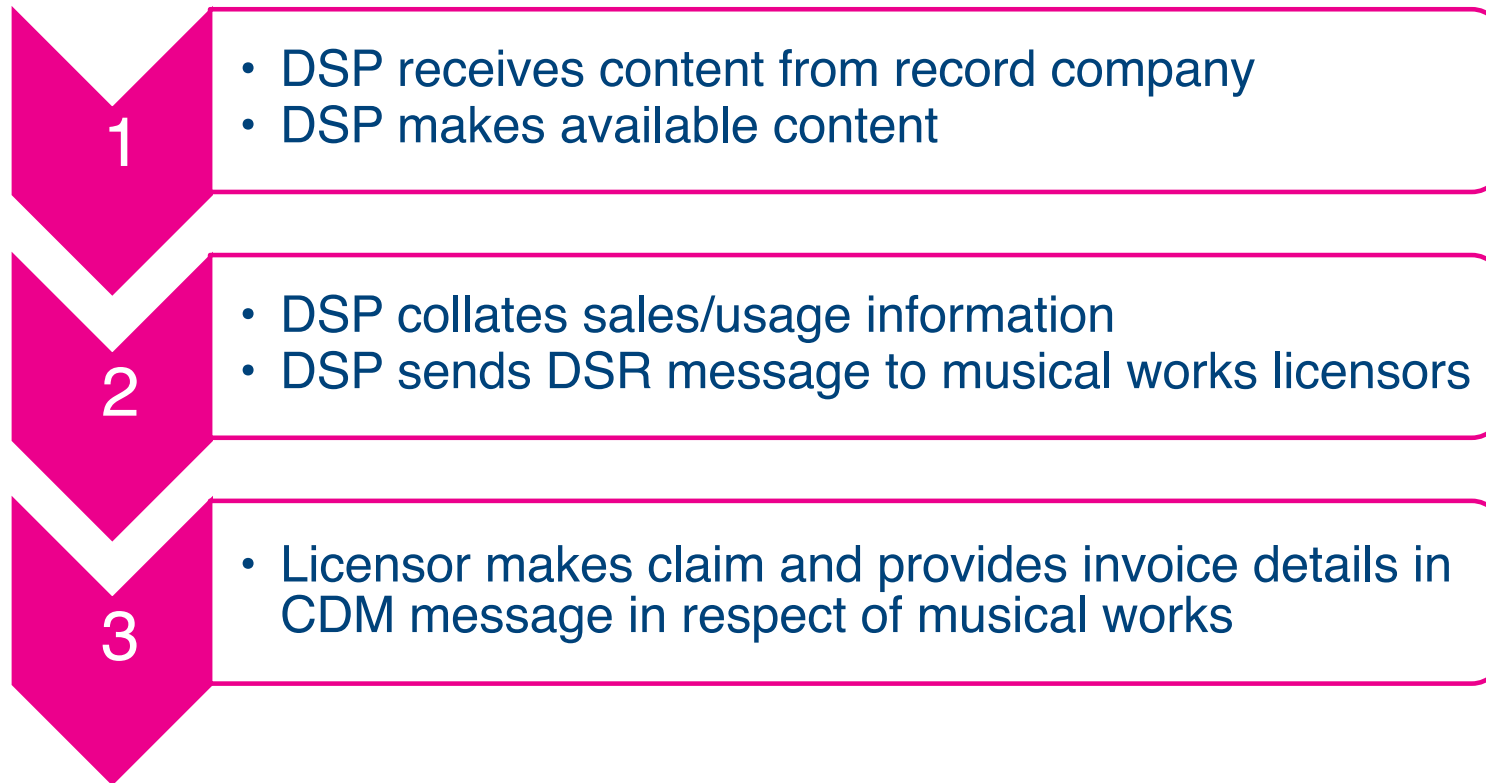 1
• DSP receives content from record company
• DSP makes available content
2
• DSP collates sales/usage information
• DSP sends DSR message to musical works licensors
3
• Licensor makes claim and provides invoice details in
CDM message in respect of musical works